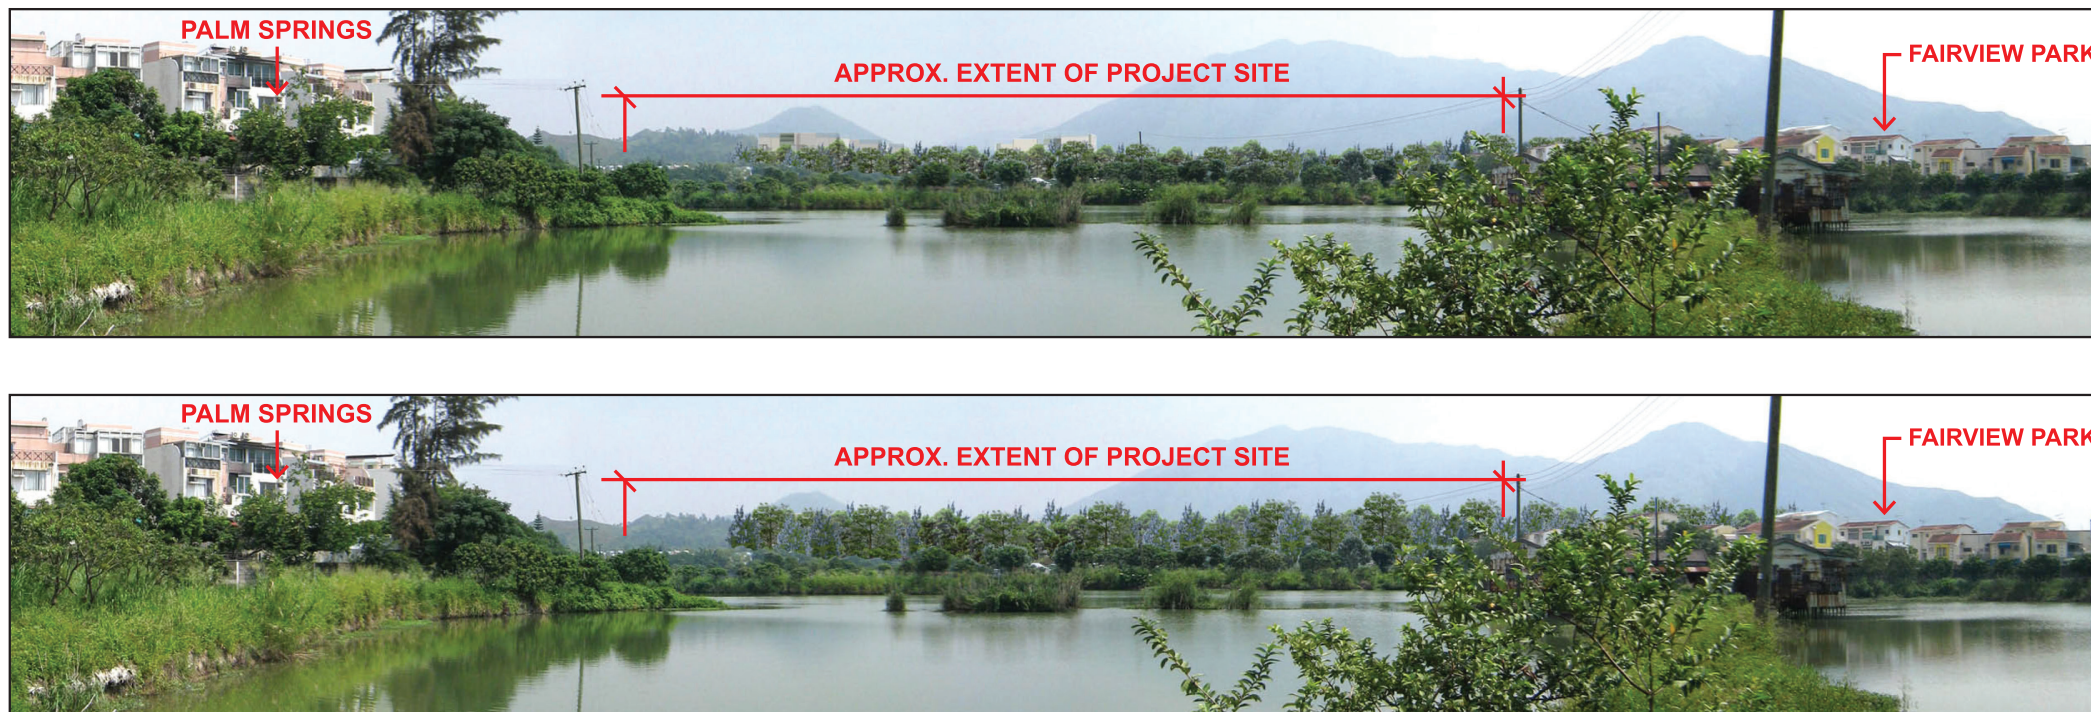 PALM SPRINGS
APPROX. EXTENT OF PROJECT SITE
FAIRVIEW PARK
PALM SPRINGS
APPROX. EXTENT OF PROJECT SITE
FAIRVIEW PARK